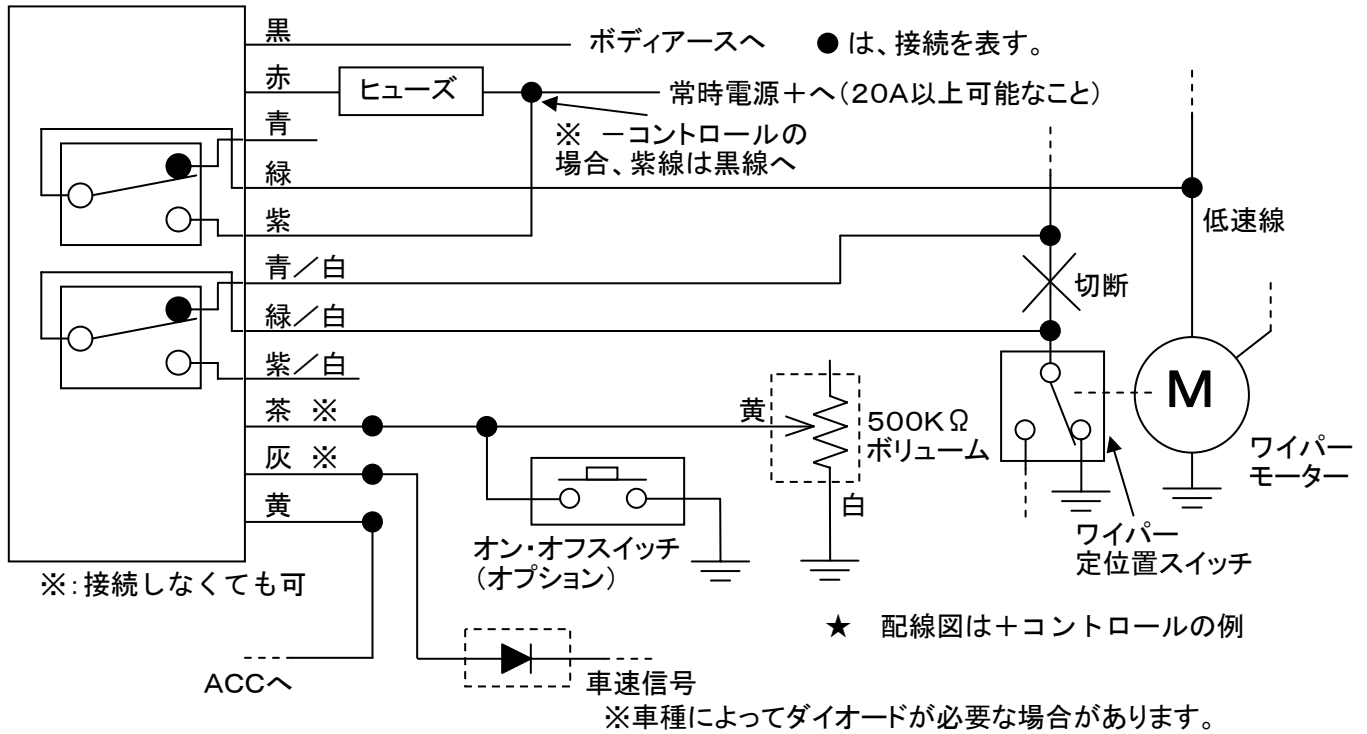 黒
ボディアースへ
●は、接続を表す。
赤
ヒューズ
常時電源＋へ（20A以上可能なこと）
※ －コントロールの
場合、紫線は黒線へ
青
緑
低速線
紫
青／白
切断
緑／白
紫／白
茶 ※
黄
500KΩ
ボリューム
M
ワイパー
モーター
灰 ※
白
黄
オン・オフスイッチ
（オプション）
ワイパー
定位置スイッチ
※：接続しなくても可
★ 配線図は＋コントロールの例
ACCへ
車速信号
※車種によってダイオードが必要な場合があります。